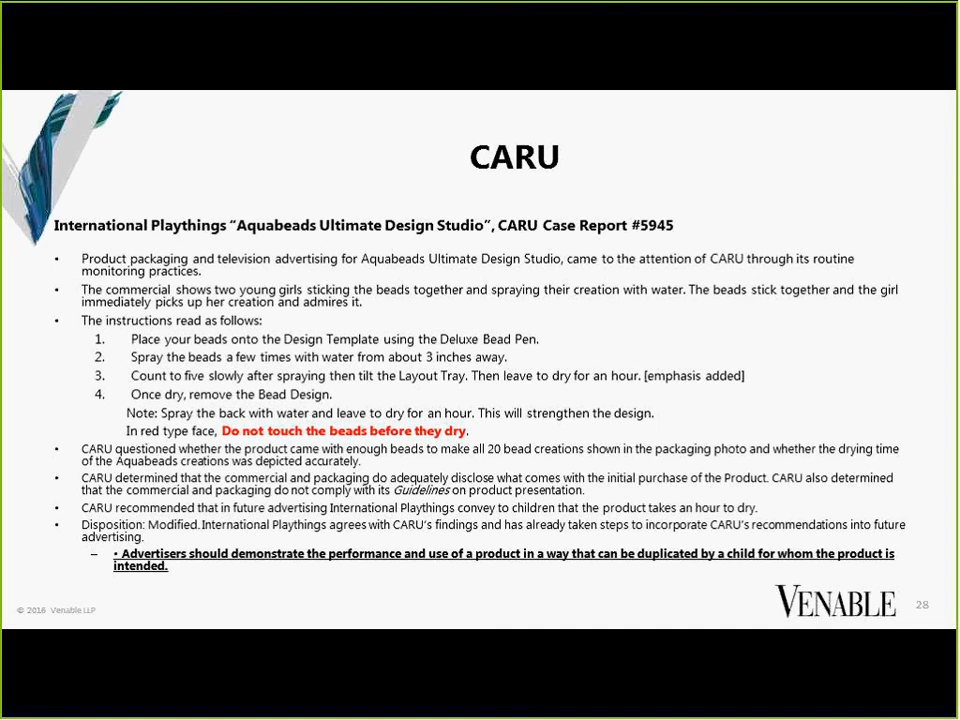 CARU
International Playthings “Aquabeads Ultimate Design Studio”, CARU Case Report #5945
• Product packaging and television advertising for Aquabeads Ultimate Design Studio, came to the attention of CARU through its routine
monitoring practices.
• The commercial shows two young girls sticking the beads together and spraying their creation with water. The beads stick together and the girl
immediately picks up her creation and admires it.
• The instructions read as follows:
1. Place your beads onto the Design Template using the Deluxe Bead Pen.
2. Spray the beads a few times with water from about 3 inches away.
3. Count to five slowly after spraying then tilt the Layout Tray. Then leave to dry for an hour. [emphasis added]
4. Once dry, remove the Bead Design.
Note: Spray the back with water and leave to dry for an hour. This will strengthen the design.
In red type face, Do not touch the beads before they dry.
• CARU questioned whether the product came with enough beads to make all 20 bead creations shown in the packaging photo and whether the drying time
of the Aquabeads creations was depicted accurately.
• CARU determined that the commercial and packaging do adequately disclose what comes with the initial purchase of the Product. CARU also determined
that the commercial and packaging do not comply with its Guidelines on product presentation.
• CARU recommended that in future advertising International Playthings convey to children that the product takes an hour to dry.
• Disposition: Modified. International Playthings agrees with CARU’s findings and has already taken steps to incorporate CARU’s recommendations into future
advertising.
– • Advertisers should demonstrate the performance and use of a product in a way that can be duplicated by a child for whom the product is
intended.
© 2016 Venable LLP
VENABLE
28